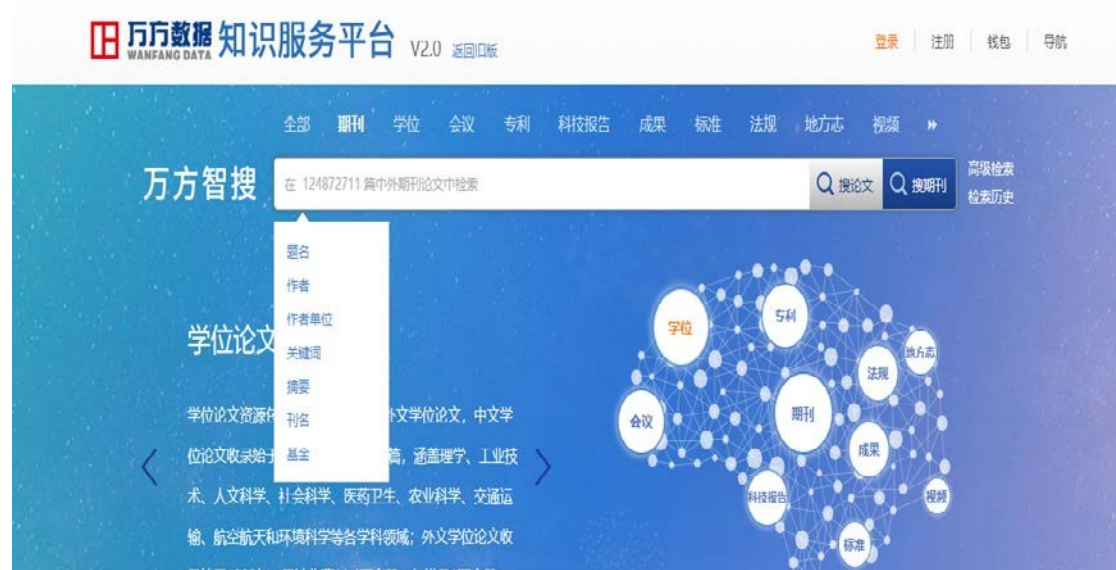 万方数据 知识服务平台 V2.0 返回旧版
WANFANG DATA
登录 注册 钱包 导航
全部 期刊 学位 会议 专利 科技报告 成果 标准 法规 地方志 视频
万方智搜 在 124872711 篇中外期刊论文中检索 搜论文 搜期刊
高级检索
检索历史
题名
作者
作者单位
关键词
摘要
刊名
基金
学位论文
学位论文资源 外文学位论文,中文学
位论文收录始于 篇,涵盖理学、工业技
术、人文科学、社会科学、医药卫生、农业科学、交通运
输、航空航天和环境科学等各学科领域;外文学位论文收
学位
专利
地方志
法规
期刊
会议
成果
科技报告
视频
标准